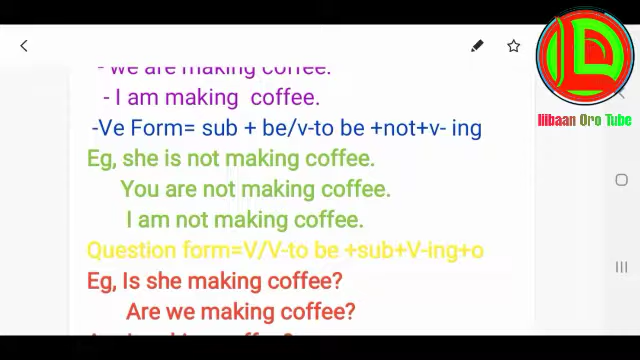 - We are making coffee.
- I am making coffee.
-Ve Form= sub + be/v-to be +not+v- ing
Eg, she is not making coffee.
You are not making coffee.
I am not making coffee.
Question form=V/V-to be +sub+V-ing+o
Eg, Is she making coffee?
Are we making coffee?
Ilibaan Oro Tube